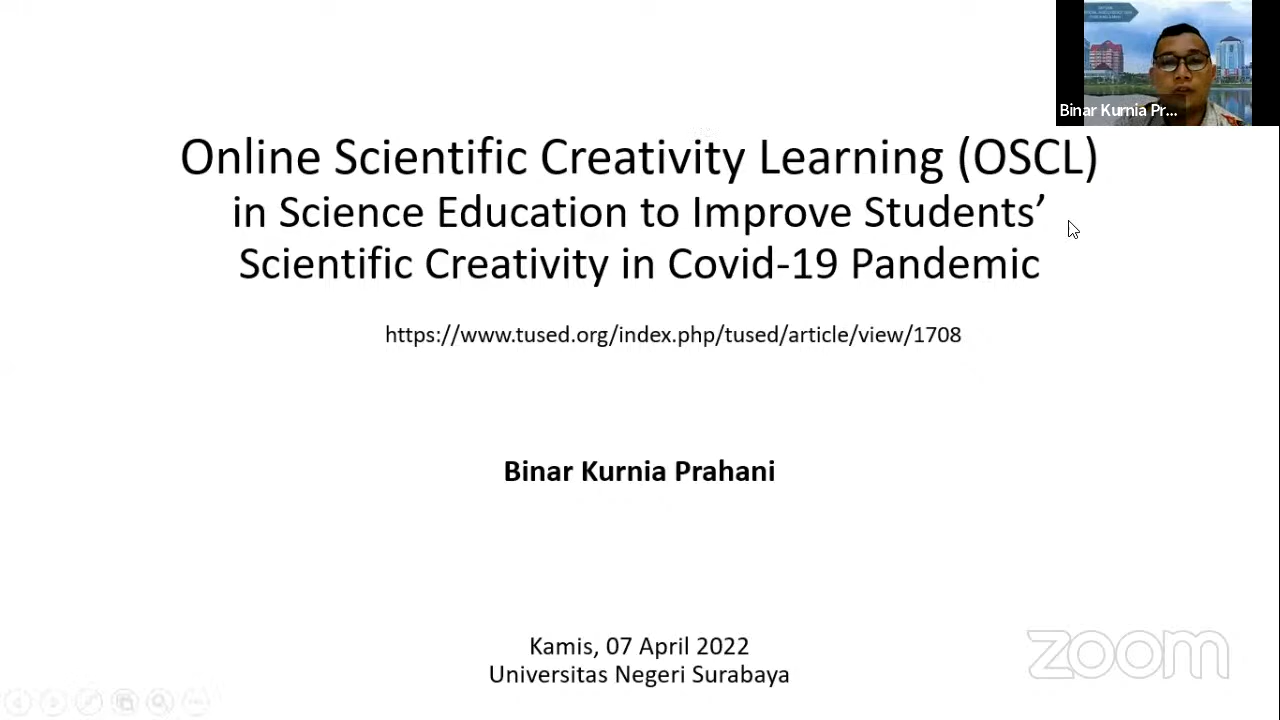 Binar Kurnia Pr...
Online Scientific Creativity Learning (OSCL)
in Science Education to Improve Students’
Scientific Creativity in Covid-19 Pandemic
https://www.tused.org/index.php/tused/article/view/1708
Binar Kurnia Prahani
Kamis, 07 April 2022
Universitas Negeri Surabaya
zoom